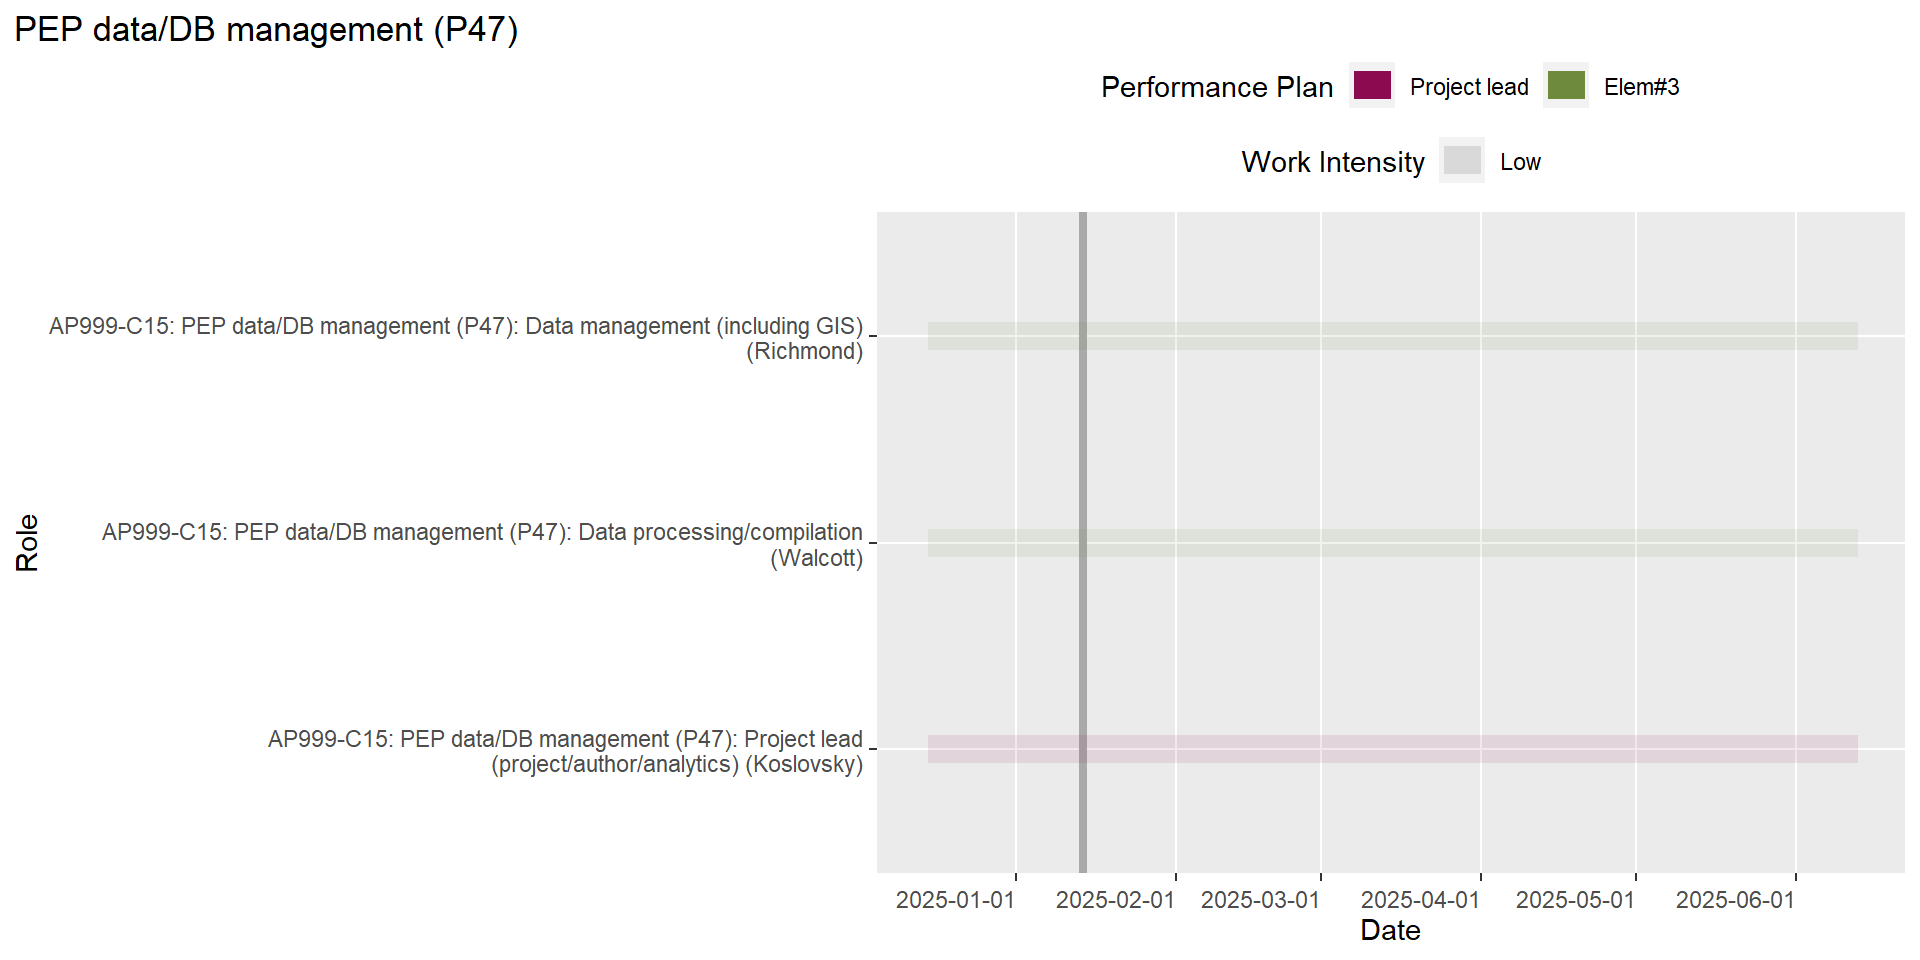 PEP data/DB management (P47)
Performance Plan Project lead Elem#3
Work Intensity Low
AP999-C15: PEP data/DB management (P47): Data management (including GIS)
(Richmond)
AP999-C15: PEP data/DB management (P47): Data processing/compilation
(Walcott)
AP999-C15: PEP data/DB management (P47): Project lead
(project/author/analytics) (Koslovsky)
Role
2025-01-01 2025-02-01 2025-03-01 2025-04-01 2025-05-01 2025-06-01
Date